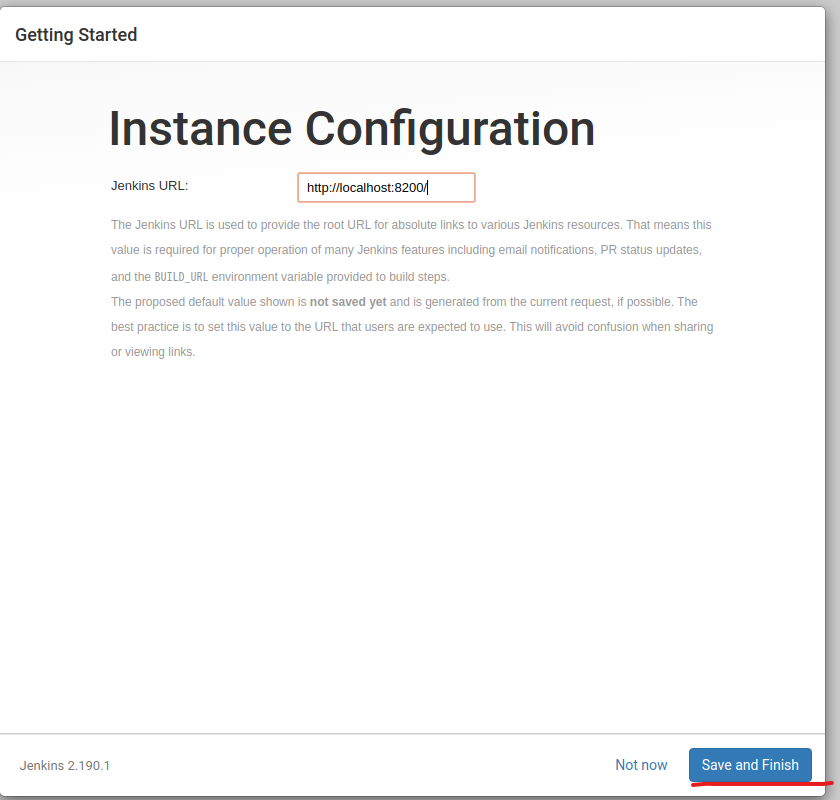 Getting Started
Instance Configuration
Jenkins URL: http://localhost:8200/
The Jenkins URL is used to provide the root URL for absolute links to various Jenkins resources. That means this
value is required for proper operation of many Jenkins features including email notifications, PR status updates,
and the BUILD_URL environment variable provided to build steps.
The proposed default value shown is not saved yet and is generated from the current request, if possible. The
best practice is to set this value to the URL that users are expected to use. This will avoid confusion when sharing
or viewing links.
Jenkins 2.190.1 Not now Save and Finish